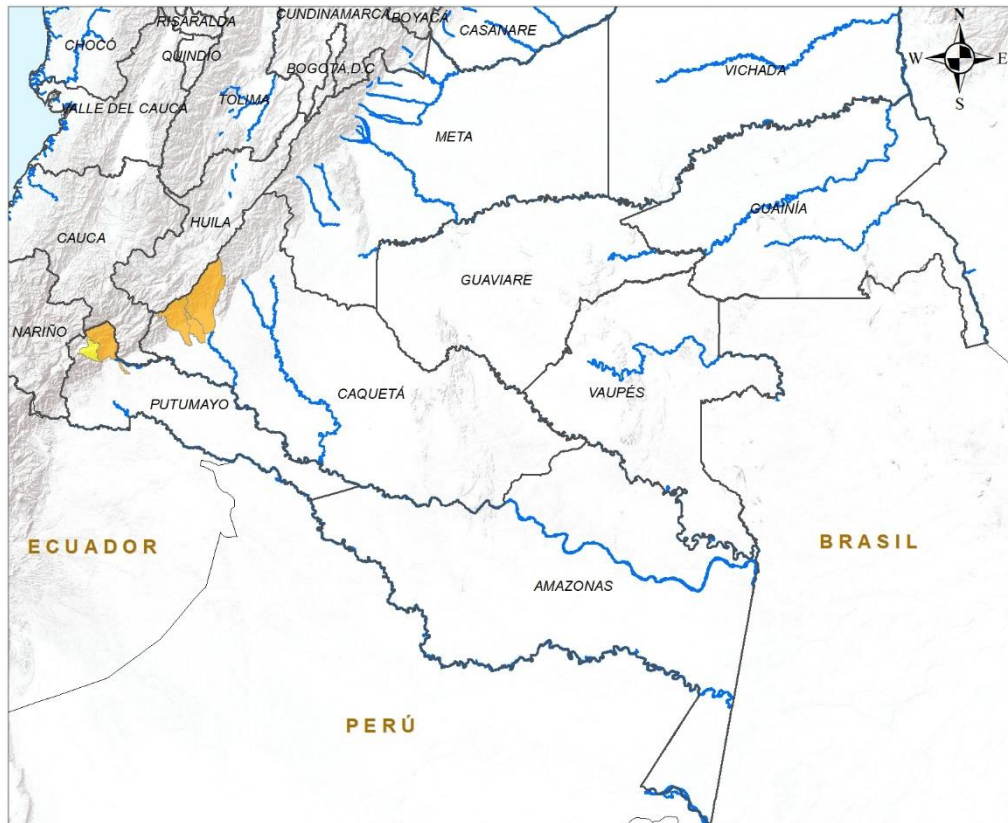 RISARALDA
CUNDINAMARCA
BOYACÁ
CASANARE
N
CHOCÓ
QUINDIO
BOGOTÁ, D.C
W
E
VICHADA
S
VALLE DEL CAUCA
TOLIMA
META
GUAINÍA
HUILA
CAUCA
GUAVIARE
NARIÑO
CAQUETÁ
VAUPÉS
PUTUMAYO
ECUADOR
BRASIL
AMAZONAS
PERÚ